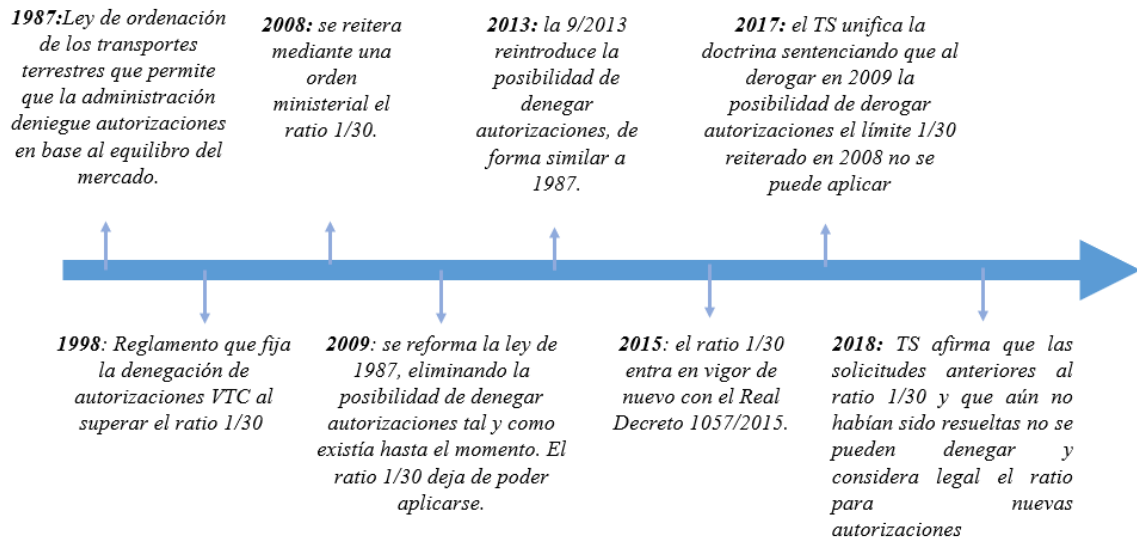 1987:Ley de ordenación
de los transportes
terrestres que permite
que la administración
deniegue autorizaciones
en base al equilibro del
mercado.
2008: se reitera
mediante una
orden
ministerial el
ratio 1/30.
2013: la 9/2013
reintroduce la
posibilidad de
denegar
autorizaciones, de
forma similar a
1987.
2017: el TS unifica la
doctrina sentenciando que al
derogar en 2009 la
posibilidad de derogar
autorizaciones el límite 1/30
reiterado en 2008 no se
puede aplicar
1998: Reglamento que fija
la denegación de
autorizaciones VTC al
superar el ratio 1/30
2009: se reforma la ley de
1987, eliminando la
posibilidad de denegar
autorizaciones tal y como
existía hasta el momento. El
ratio 1/30 deja de poder
aplicarse.
2015: el ratio 1/30
entra en vigor de
nuevo con el Real
Decreto 1057/2015.
2018: TS afirma que las
solicitudes anteriores al
ratio 1/30 y que aún no
habían sido resueltas no se
pueden denegar y
considera legal el ratio
para nuevas
autorizaciones